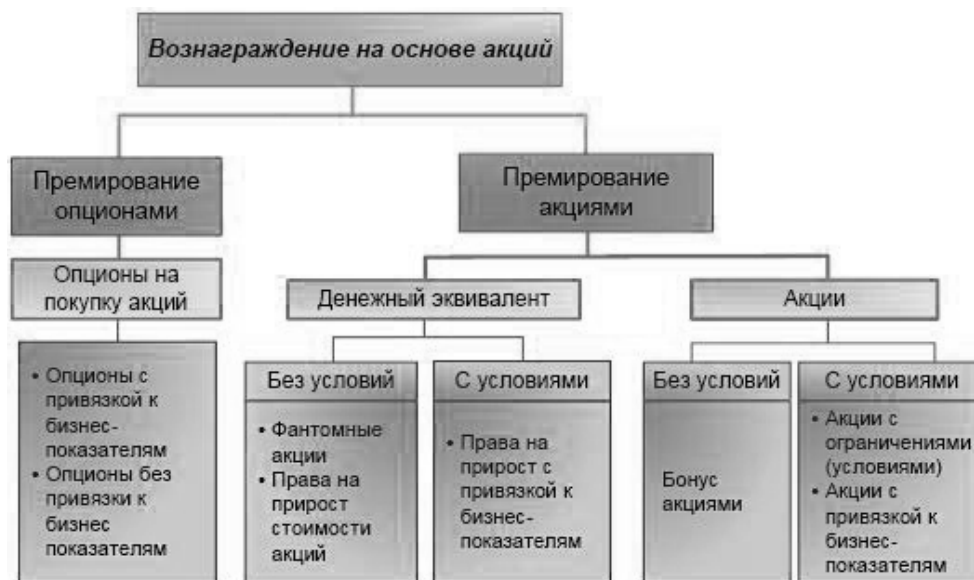 Вознаграждение на основе акций
Премирование
опционами
Премирование
акциями
Опционы на
покупку акций
Денежный эквивалент
Акции
• Опционы с
привязкой к
бизнес-
показателям
• Опционы без
привязки к
бизнес
показателям
Без условий
• Фантомные
акции
• Права на
прирост
стоимости
акций
С условиями
• Права на
прирост с
привязкой к
бизнес-
показателям
Без условий
Бонус
акциями
С условиями
• Акции с
ограничениями
(условиями)
• Акции с
привязкой к
бизнес-
показателям